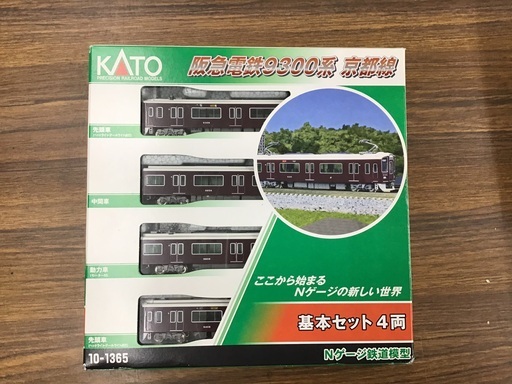 KATO
PRECISION RAILROAD MODELS
阪急電鉄9300系 京都線
先頭車
中間車
動力車
先頭車
ここから始まる
Nゲージの新しい世界
基本セット4両
10-1365
Nゲージ鉄道模型